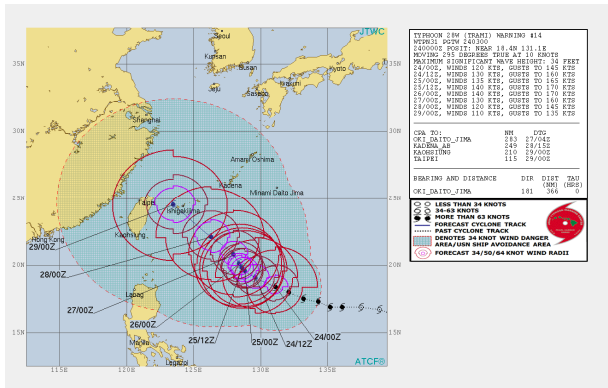 JTWC
Seoul
Kunsan
Busan
Kyoto
Iwakuni
Jeju
Sasebo
35N
35N
Shanghai
30N
30N
Amami Oshima
Kadena
Minami Daito Jima
Taipei
Ishigakijima
25N
25N
Hong Kong
Kaohsiung
29/00Z
20N
20N
28/00Z
Laoag
27/00Z
26/00Z
25/12Z
25/00Z
24/12Z
24/00Z
15N
15N
Manila
Legazpi
ATCF®
115E
120E
125E
130E
135E
140E
TYPHOON 28W (TRAMI) WARNING #14
WTPN31 PGTW 240300
240000Z POSIT: NEAR 18.4N 131.1E
MOVING 295 DEGREES TRUE AT 10 KNOTS
MAXIMUM SIGNIFICANT WAVE HEIGHT: 34 FEET
24/00Z, WINDS 120 KTS, GUSTS TO 145 KTS
24/12Z, WINDS 130 KTS, GUSTS TO 160 KTS
25/00Z, WINDS 135 KTS, GUSTS TO 165 KTS
25/12Z, WINDS 140 KTS, GUSTS TO 170 KTS
26/00Z, WINDS 140 KTS, GUSTS TO 170 KTS
27/00Z, WINDS 130 KTS, GUSTS TO 160 KTS
28/00Z, WINDS 120 KTS, GUSTS TO 145 KTS
29/00Z, WINDS 110 KTS, GUSTS TO 135 KTS
CPA TO: NM DTG
OKI_DAITO_JIMA 283 27/04Z
KADENA_AB 249 28/15Z
KAOHSIUNG 210 29/00Z
TAIPEI 115 29/00Z
BEARING AND DISTANCE DIR DIST TAU
(NM) (HRS)
OKI_DAITO_JIMA 181 366 0
LESS THAN 34 KNOTS
34-63 KNOTS
MORE THAN 63 KNOTS
FORECAST CYCLONE TRACK
PAST CYCLONE TRACK
DENOTES 34 KNOT WIND DANGER
AREA/USN SHIP AVOIDANCE AREA
FORECAST 34/50/64 KNOT WIND RADII